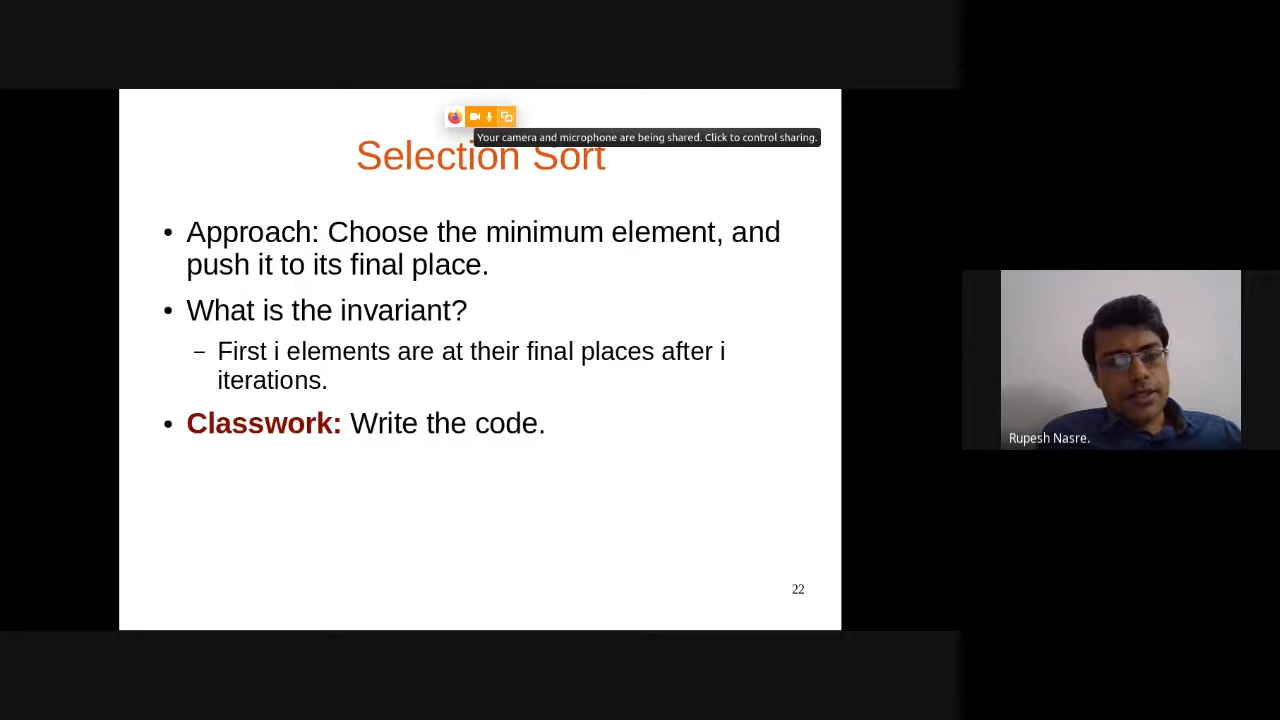 Your camera and microphone are being shared. Click to control sharing.
Selection Sort
• Approach: Choose the minimum element, and
push it to its final place.
• What is the invariant?
– First i elements are at their final places after i
iterations.
• Classwork: Write the code.
Rupesh Nasre.
22